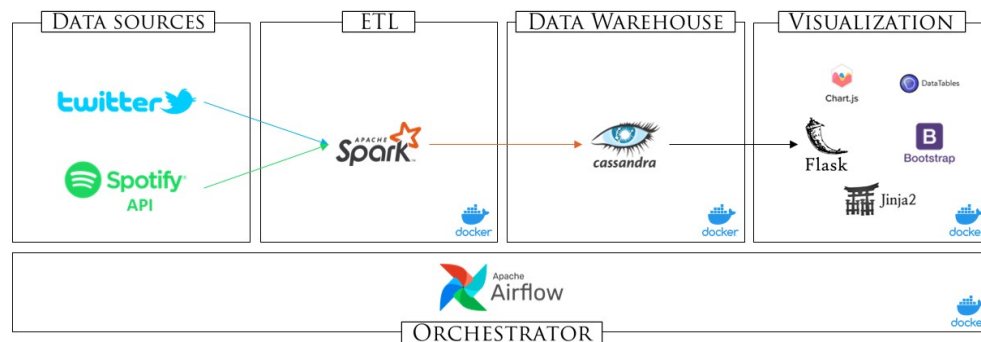 DATA SOURCES
ETL
DATA WAREHOUSE
VISUALIZATION
twitter
Spotify
API
APACHE
Spark
cassandra
Chart.js
DataTables
Flask
B
Bootstrap
Jinja2
docker
docker
docker
Apache
Airflow
docker
ORCHESTRATOR